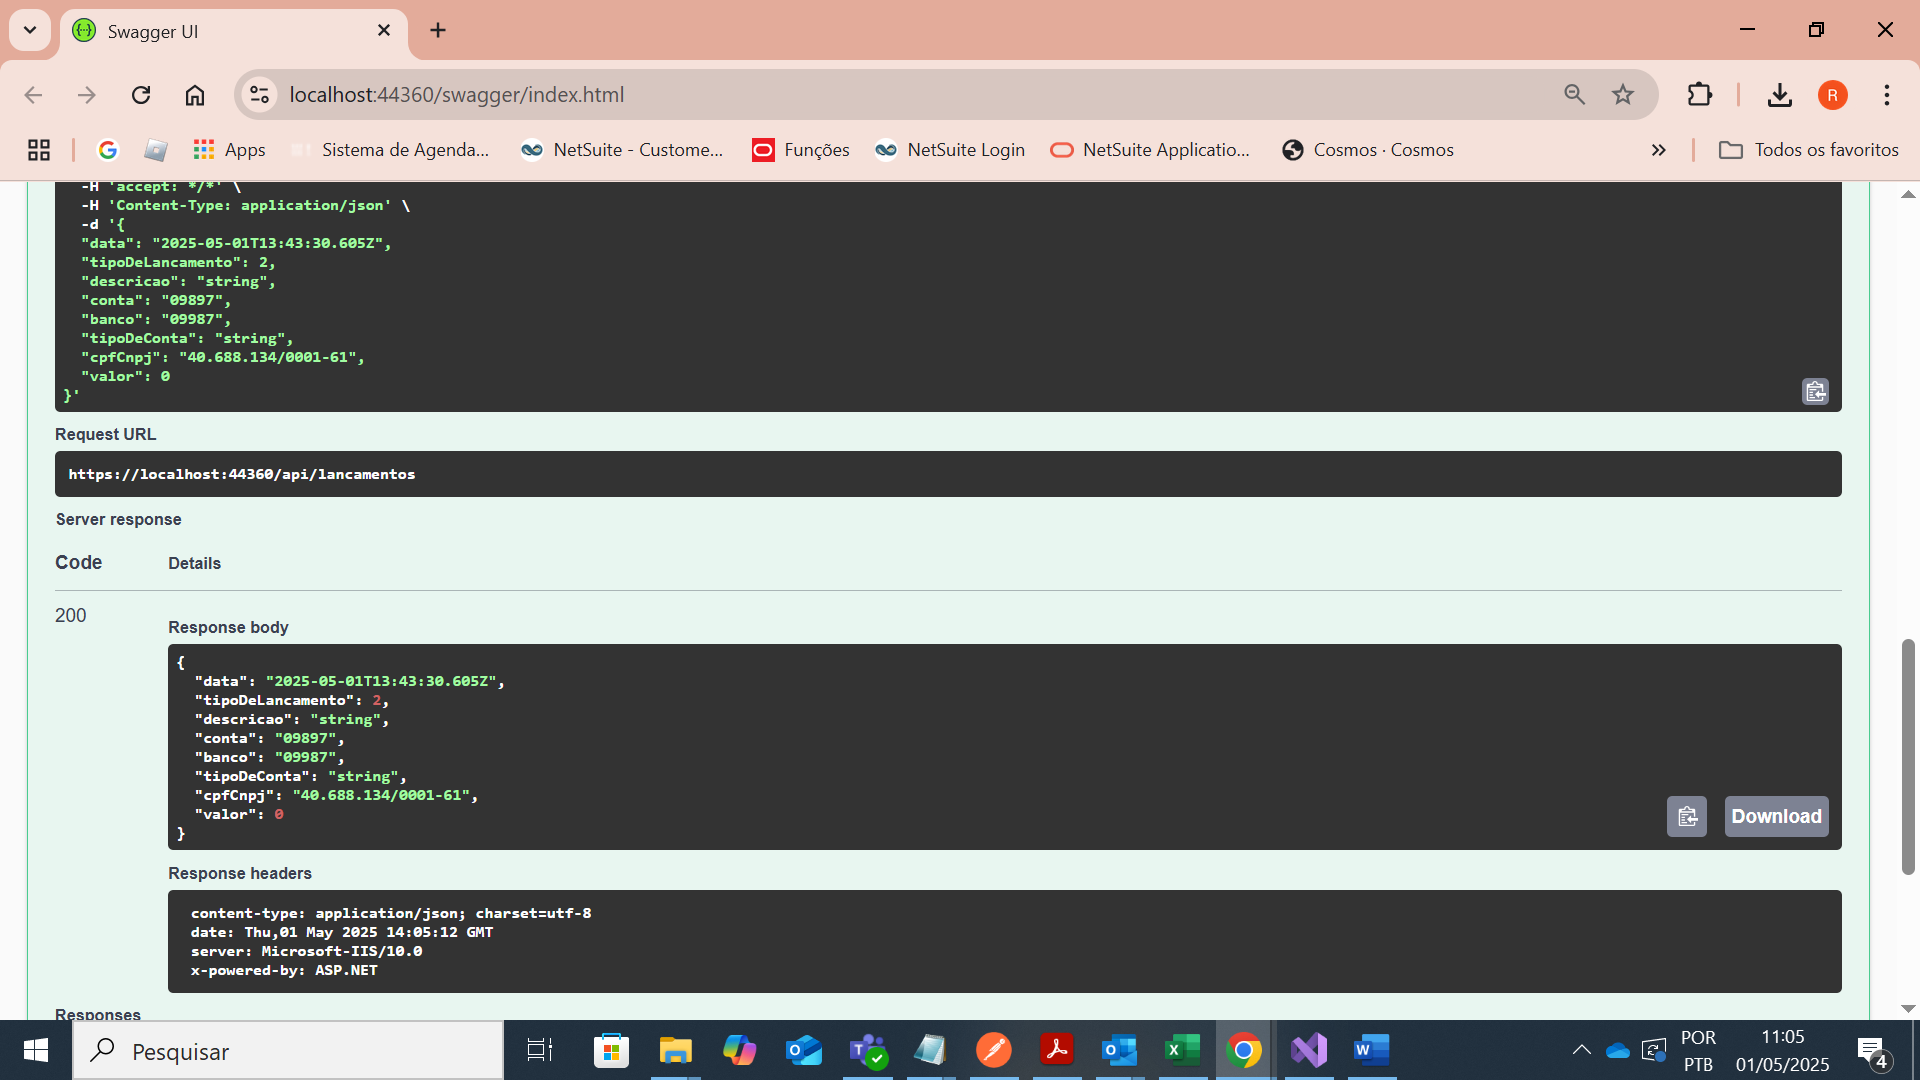 Swagger UI
localhost:44360/swagger/index.html
R
Apps
Sistema de Agenda...
NetSuite - Custome...
Funções
NetSuite Login
NetSuite Applicatio...
Cosmos · Cosmos
Todos os favoritos
-H 'accept: */*' \
-H 'Content-Type: application/json' \
-d '{
"data": "2025-05-01T13:43:30.605Z",
"tipoDeLancamento": 2,
"descricao": "string",
"conta": "09897",
"banco": "09987",
"tipoDeConta": "string",
"cpfCnpj": "40.688.134/0001-61",
"valor": 0
}'
Request URL
https://localhost:44360/api/lancamentos
Server response
Code Details
200
Response body
{
"data": "2025-05-01T13:43:30.605Z",
"tipoDeLancamento": 2,
"descricao": "string",
"conta": "09897",
"banco": "09987",
"tipoDeConta": "string",
"cpfCnpj": "40.688.134/0001-61",
"valor": 0
}
Download
Response headers
content-type: application/json; charset=utf-8
date: Thu,01 May 2025 14:05:12 GMT
server: Microsoft-IIS/10.0
x-powered-by: ASP.NET
Responses
Pesquisar
POR
PTB
11:05
01/05/2025
4